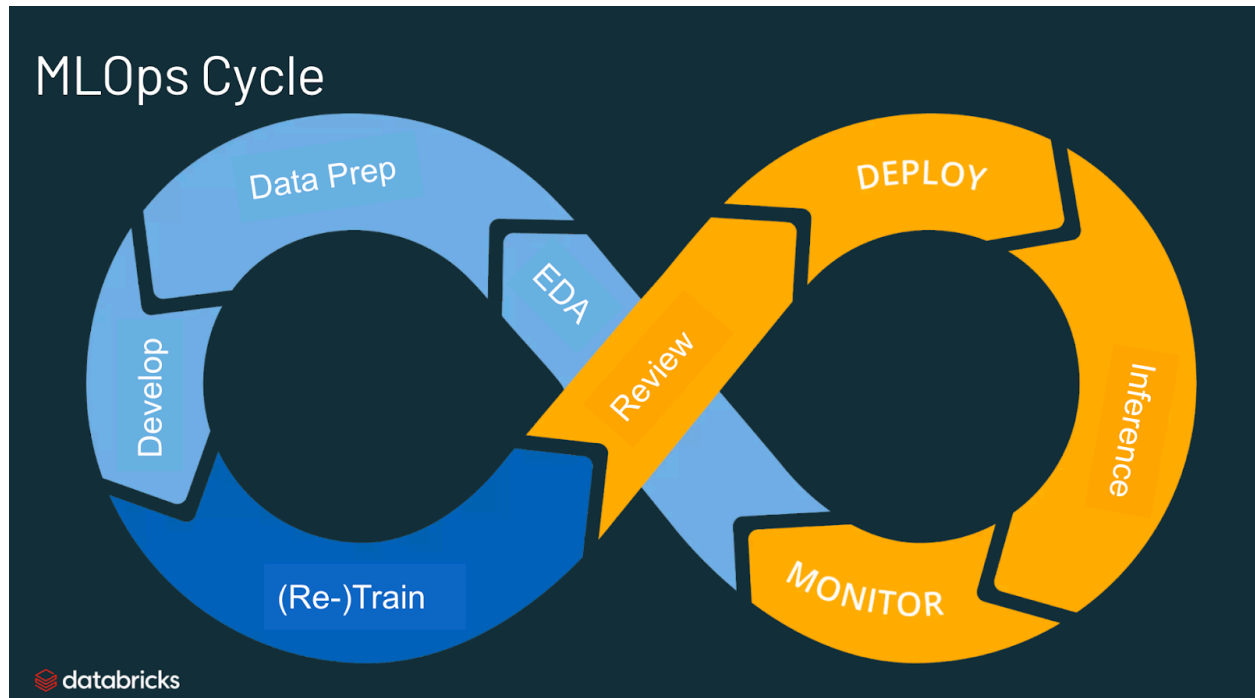 MLOps Cycle
Data Prep
DEPLOY
EDA
Develop
Review
Inference
(Re-)Train
MONITOR
databricks